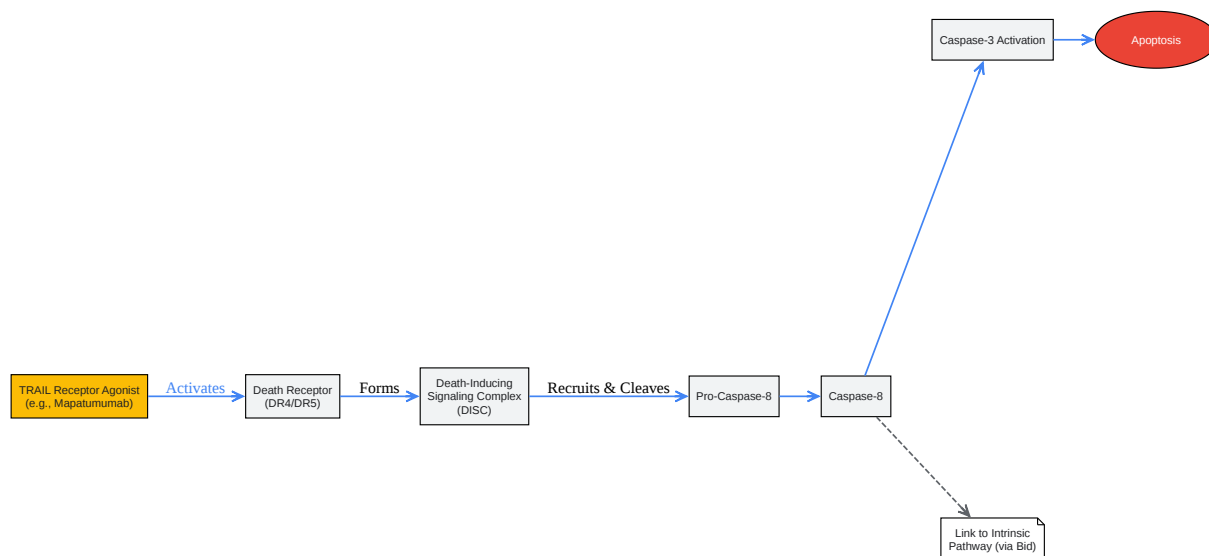 Caspase-3 Activation
Apoptosis
TRAIL Receptor Agonist
(e.g., Mapatumumab)
Activates
Death Receptor
(DR4/DR5)
Forms
Death-Inducing
Signaling Complex
(DISC)
Recruits & Cleaves
Pro-Caspase-8
Caspase-8
Link to Intrinsic
Pathway (via Bid)